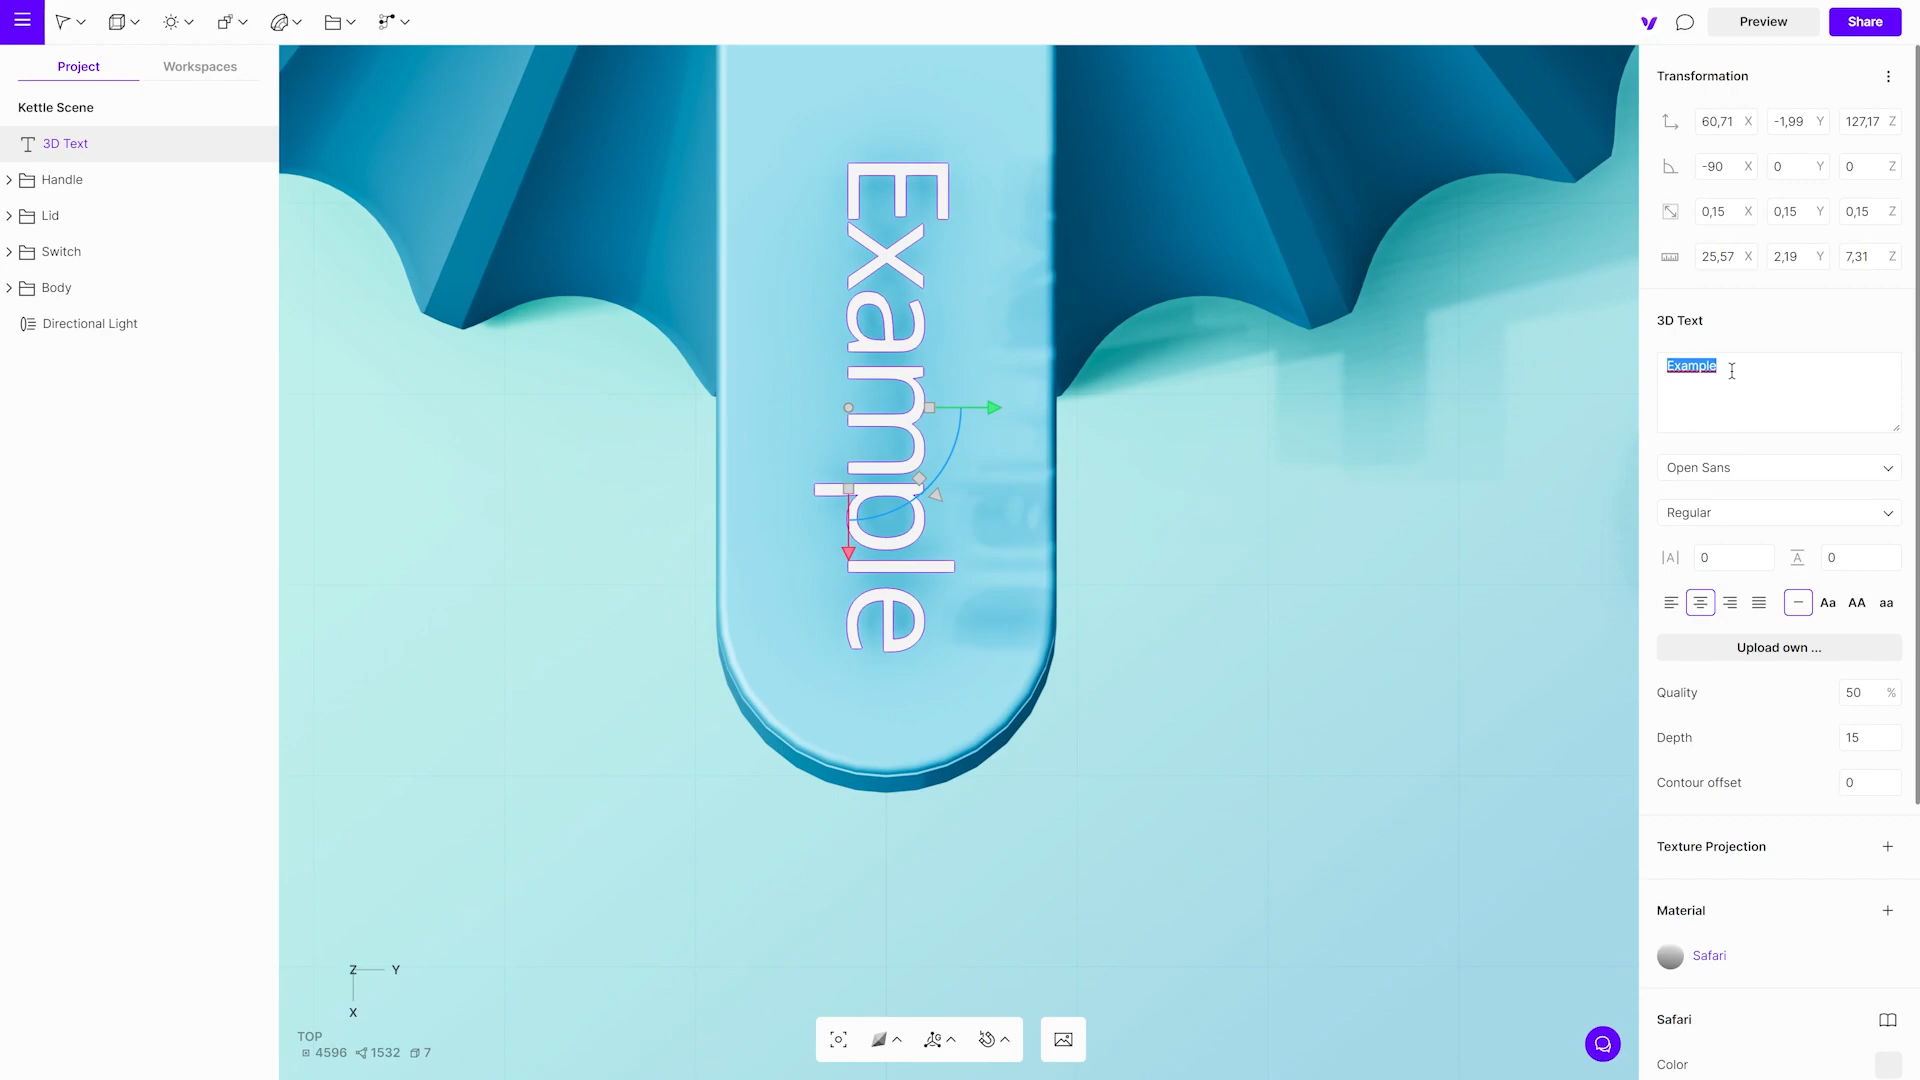 Preview
Share
Project
Workspaces
Kettle Scene
3D Text
Handle
Lid
Switch
Body
Directional Light
Example
Z
Y
X
TOP
4596
1532
7
Transformation
60,71 X
-1,99 Y
127,17 Z
-90 X
0 Y
0 Z
0,15 X
0,15 Y
0,15 Z
25,57 X
2,19 Y
7,31 Z
3D Text
Example
Open Sans
Regular
|A| 0
A 0
— Aa AA aa
Upload own ...
Quality 50 %
Depth 15
Contour offset 0
Texture Projection
Material
Safari
Safari
Color